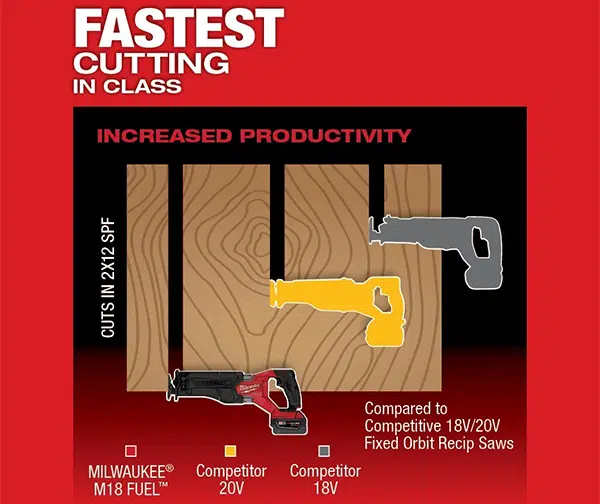 FASTEST
CUTTING
IN CLASS
INCREASED PRODUCTIVITY
CUTS IN 2X12 SPF
Milwaukee
Compared to
Competitive 18V/20V
Fixed Orbit Recip Saws
MILWAUKEE®
M18 FUEL™
Competitor
20V
Competitor
18V